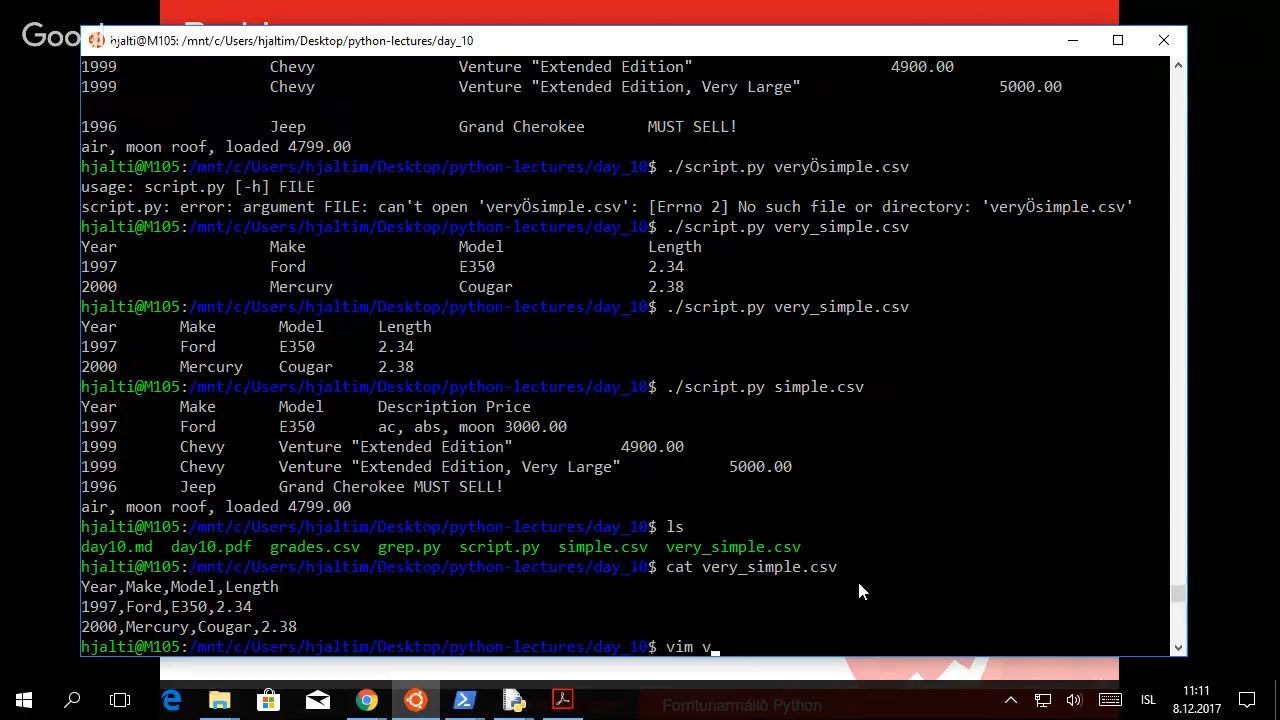 Goo
hjalti@M105: /mnt/c/Users/hjaltim/Desktop/python-lectures/day_10
1999 Chevy Venture "Extended Edition" 4900.00
1999 Chevy Venture "Extended Edition, Very Large" 5000.00
1996 Jeep Grand Cherokee MUST SELL!
air, moon roof, loaded 4799.00
hjalti@M105:/mnt/c/Users/hjaltim/Desktop/python-lectures/day_10$ ./script.py veryÖsimple.csv
usage: script.py [-h] FILE
script.py: error: argument FILE: can't open 'veryÖsimple.csv': [Errno 2] No such file or directory: 'veryÖsimple.csv'
hjalti@M105:/mnt/c/Users/hjaltim/Desktop/python-lectures/day_10$ ./script.py very_simple.csv
Year Make Model Length
1997 Ford E350 2.34
2000 Mercury Cougar 2.38
hjalti@M105:/mnt/c/Users/hjaltim/Desktop/python-lectures/day_10$ ./script.py very_simple.csv
Year Make Model Length
1997 Ford E350 2.34
2000 Mercury Cougar 2.38
hjalti@M105:/mnt/c/Users/hjaltim/Desktop/python-lectures/day_10$ ./script.py simple.csv
Year Make Model Description Price
1997 Ford E350 ac, abs, moon 3000.00
1999 Chevy Venture "Extended Edition" 4900.00
1999 Chevy Venture "Extended Edition, Very Large" 5000.00
1996 Jeep Grand Cherokee MUST SELL!
air, moon roof, loaded 4799.00
hjalti@M105:/mnt/c/Users/hjaltim/Desktop/python-lectures/day_10$ ls
day10.md day10.pdf grades.csv grep.py script.py simple.csv very_simple.csv
hjalti@M105:/mnt/c/Users/hjaltim/Desktop/python-lectures/day_10$ cat very_simple.csv
Year,Make,Model,Length
1997,Ford,E350,2.34
2000,Mercury,Cougar,2.38
hjalti@M105:/mnt/c/Users/hjaltim/Desktop/python-lectures/day_10$ vim v
Forritunarmálið Python
ÍSL
11:11
8.12.2017